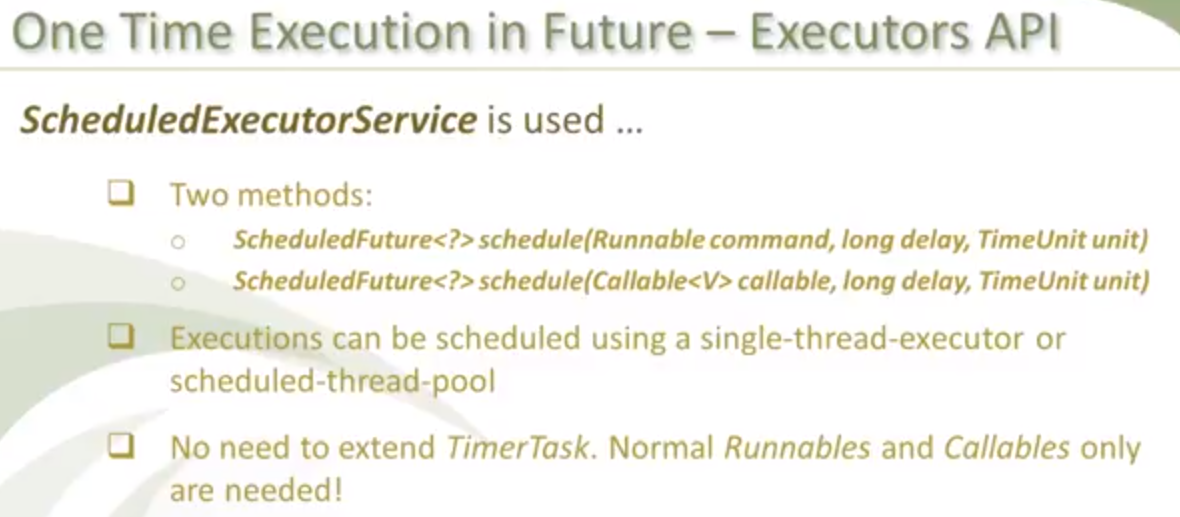 One Time Execution in Future – Executors API
ScheduledExecutorService is used ...
❑ Two methods:
○ ScheduledFuture<?> schedule(Runnable command, long delay, TimeUnit unit)
○ ScheduledFuture<?> schedule(Callable<V> callable, long delay, TimeUnit unit)
❑ Executions can be scheduled using a single-thread-executor or
scheduled-thread-pool
❑ No need to extend TimerTask. Normal Runnables and Callables only
are needed!